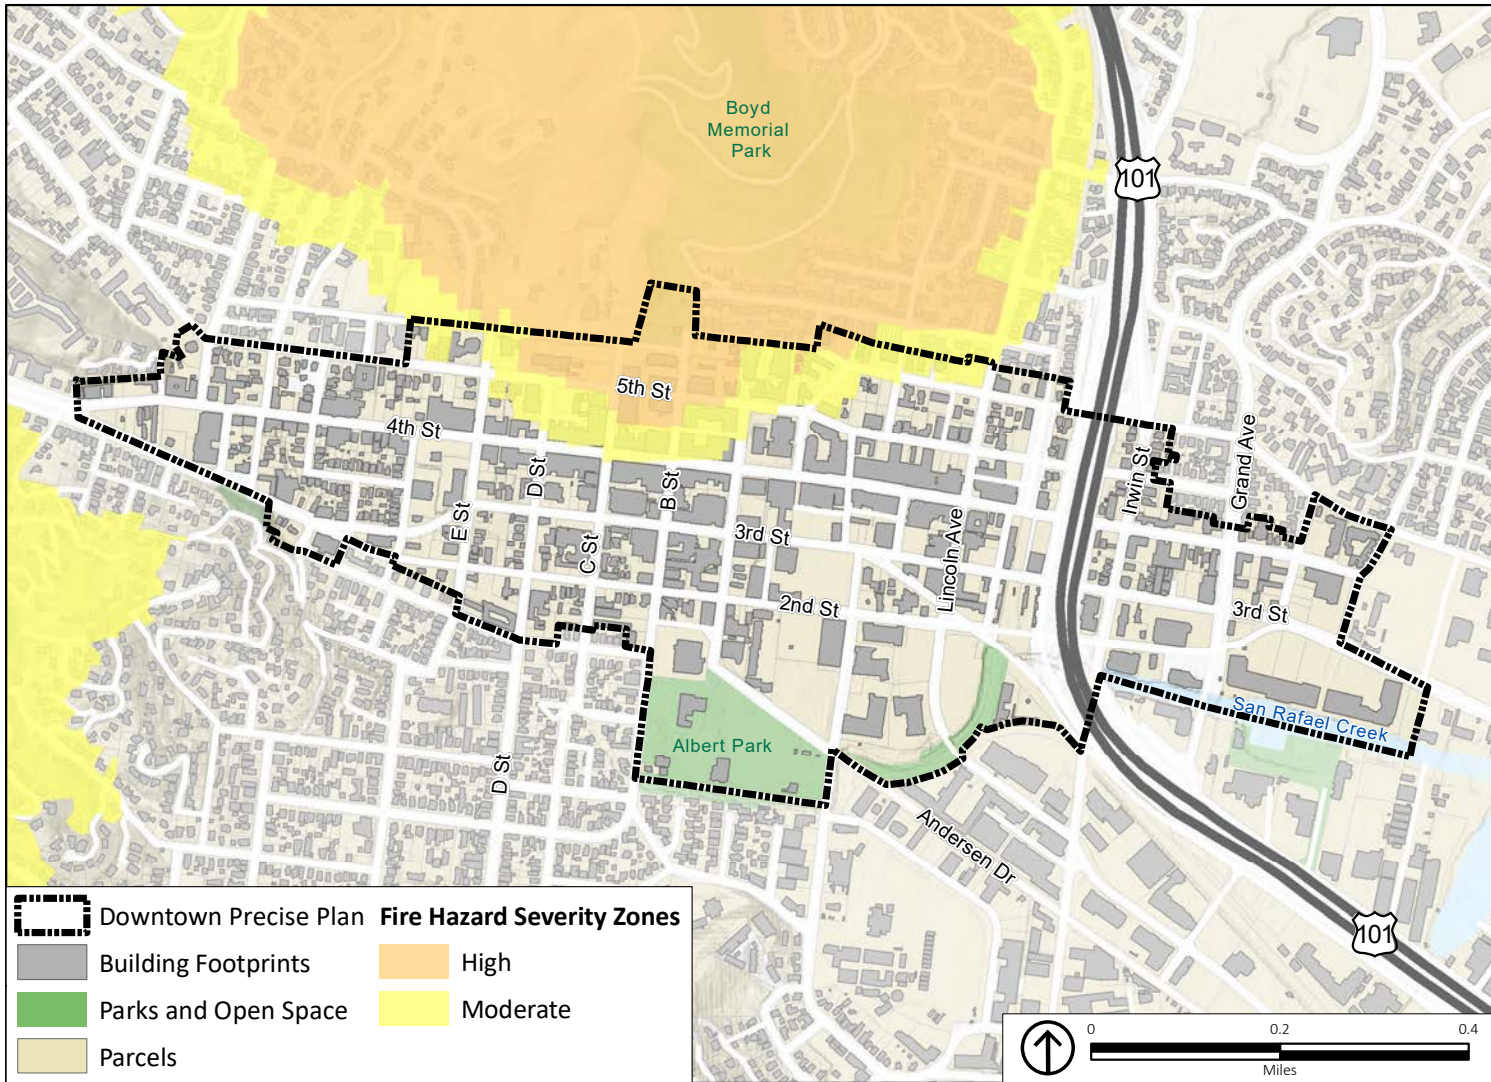 Boyd
Memorial
Park
101
5th St
4th St
Grand Ave
Irwin St
D St
B St
E St
3rd St
C St
Lincoln Ave
2nd St
3rd St
San Rafael Creek
Albert Park
D St
Andersen Dr
101
Downtown Precise Plan
Building Footprints
Parks and Open Space
Parcels
Fire Hazard Severity Zones
High
Moderate
0 0.2 0.4
Miles